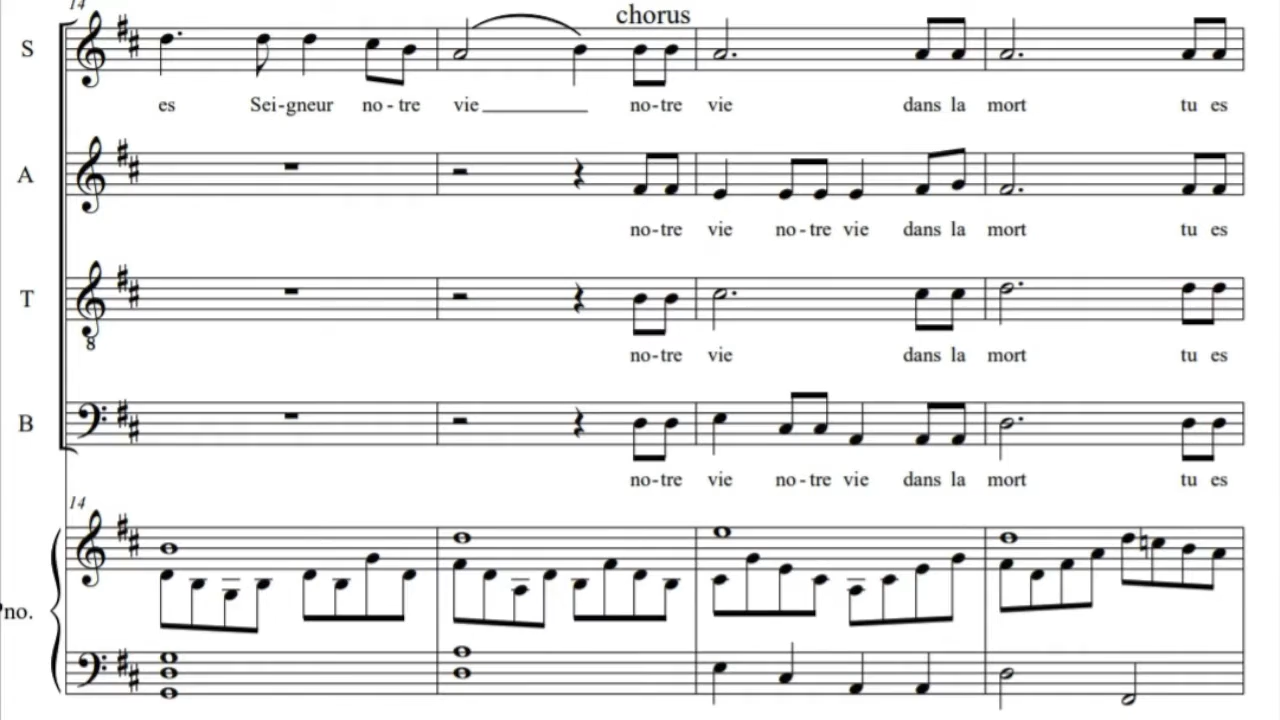 14
chorus
S
es Sei-gneur no-tre vie no-tre vie dans la mort tu es
A
no-tre vie no-tre vie dans la mort tu es
T
8
no-tre vie dans la mort tu es
B
no-tre vie no-tre vie dans la mort tu es
14
no.